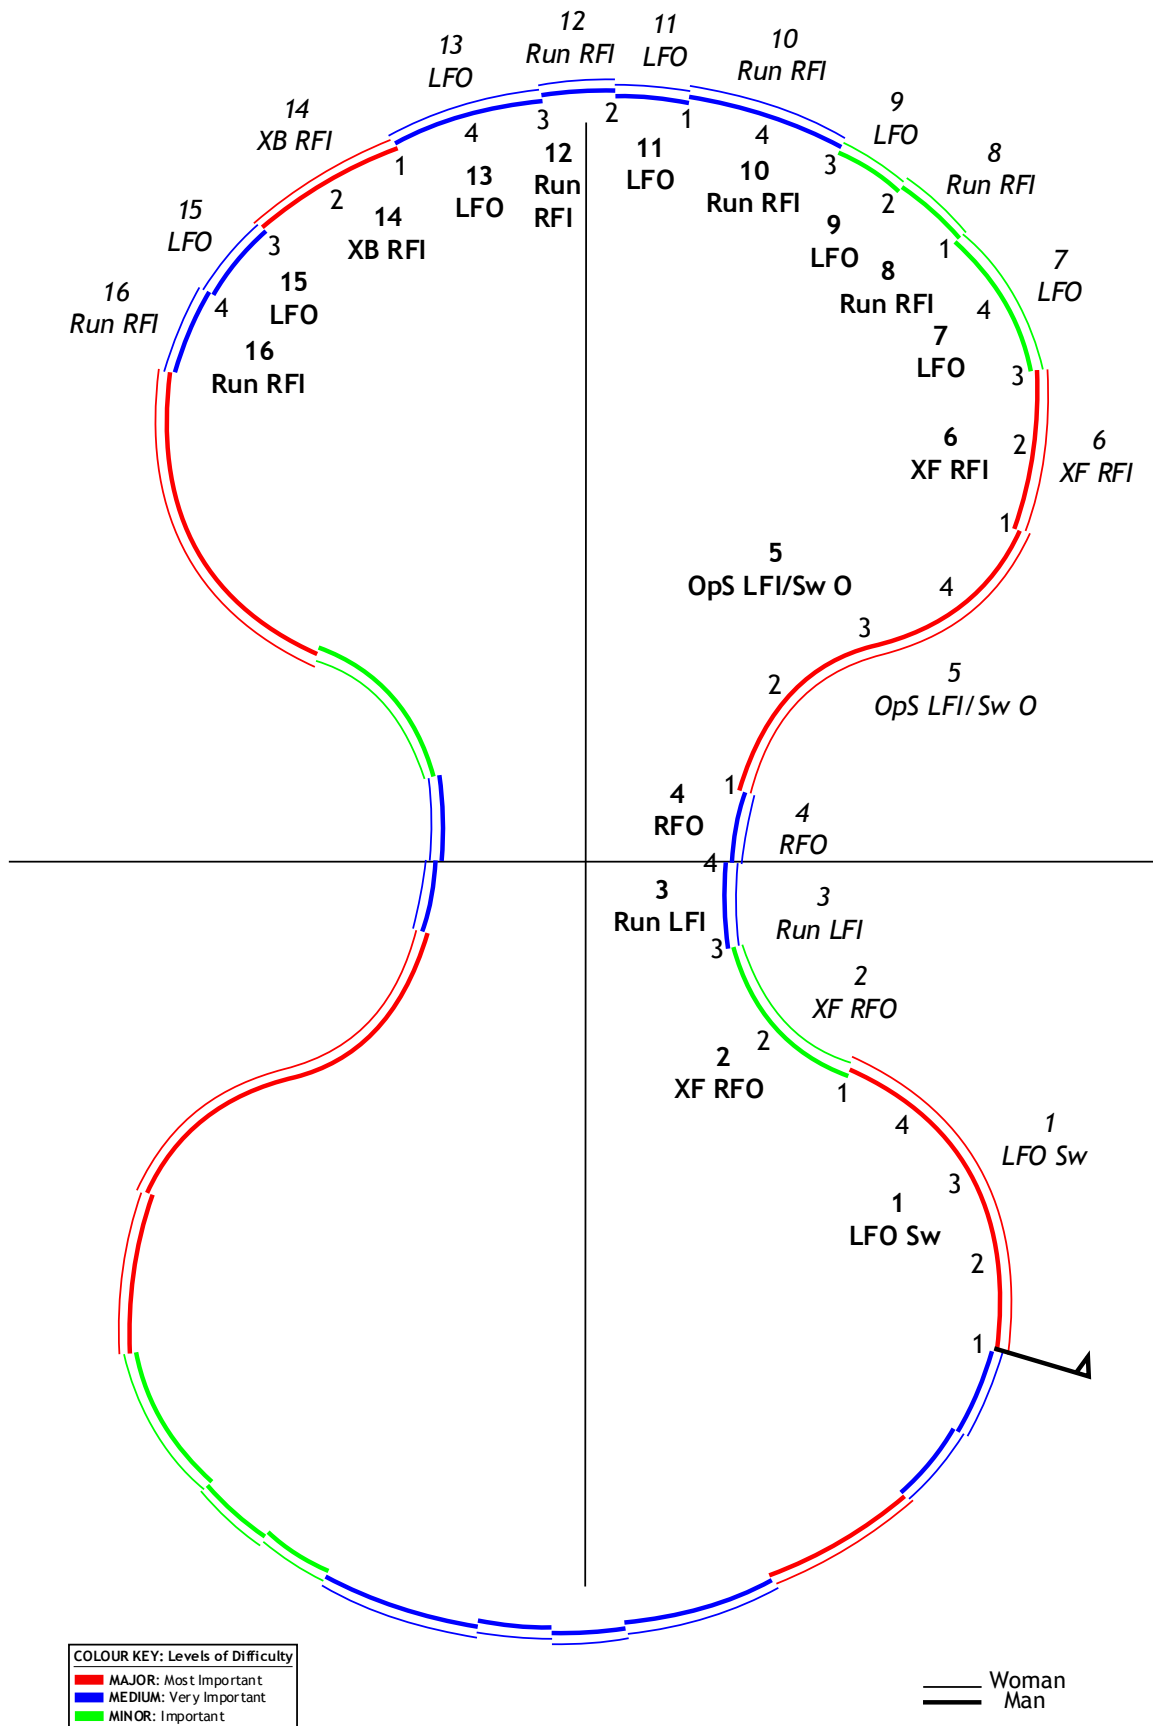 12
11
13
Run RFI
LFO
10
LFO
Run RFI
14
9
XB RFI
LFO
4
3
2
1
4
8
Run RFI
1
11
LFO
12
Run
RFI
13
LFO
10
Run RFI
3
2
15
LFO
2
14
XB RFI
9
LFO
1
7
LFO
3
15
LFO
8
Run RFI
4
16
Run RFI
4
16
Run RFI
7
LFO
3
6
XF RFI
2
6
XF RFI
1
5
OpS LFI/Sw O
4
3
2
5
OpS LFI/Sw O
1
4
RFO
4
RFO
4
3
Run LFI
3
Run LFI
3
2
XF RFO
2
2
XF RFO
1
4
1
LFO Sw
3
1
LFO Sw
2
1
COLOUR KEY: Levels of Difficulty
MAJOR: Most Important
MEDIUM: Very Important
MINOR: Important
Woman
Man